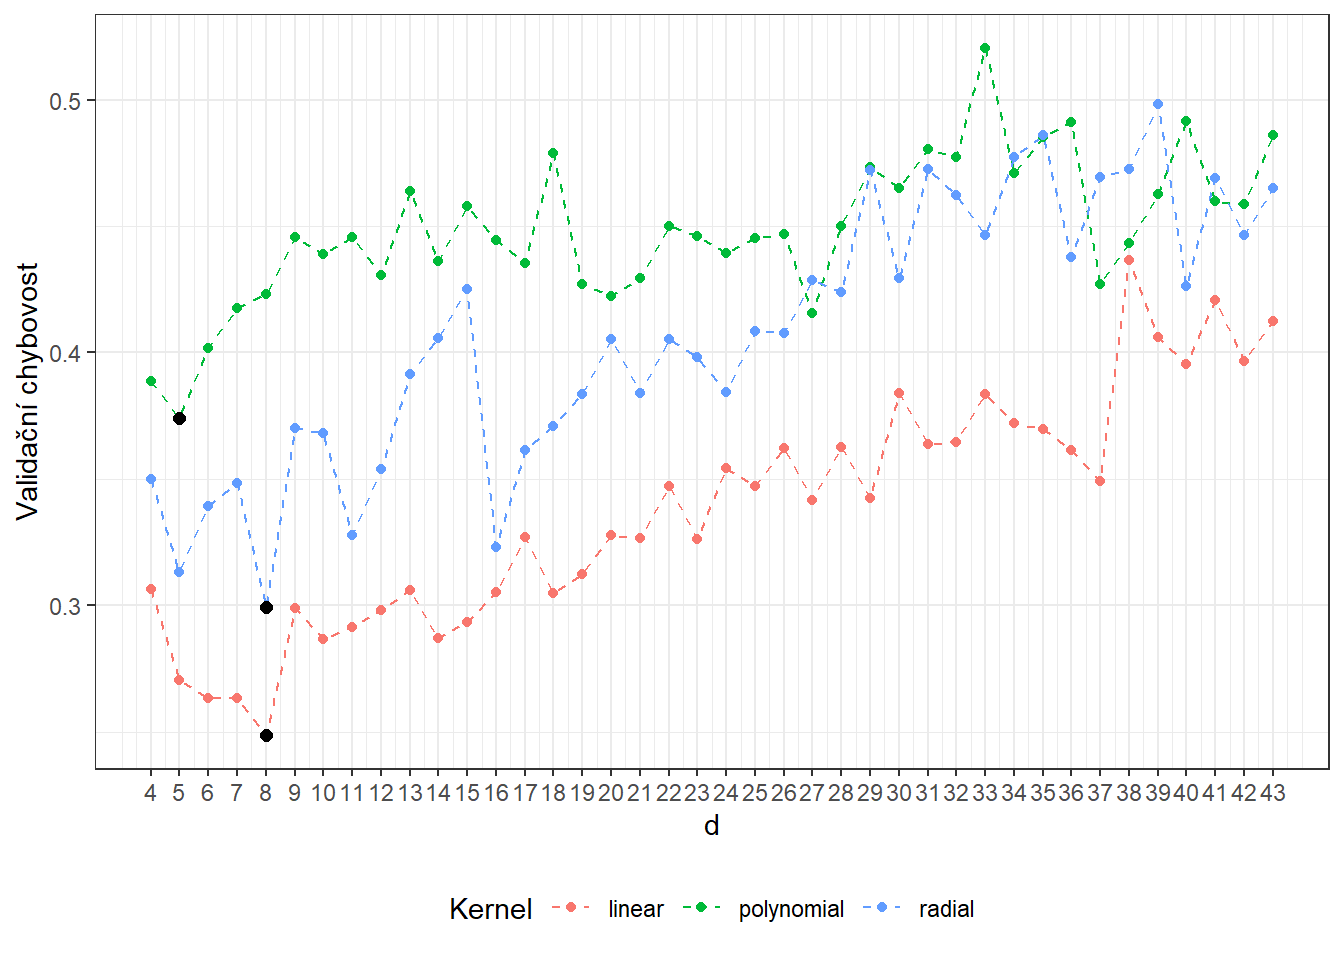 0.5
0.4
0.3
Validační chybovost
4 5 6 7 8 9 10 11 12 13 14 15 16 17 18 19 20 21 22 23 24 25 26 27 28 29 30 31 32 33 34 35 36 37 38 39 40 41 42 43
d
Kernel linear polynomial radial